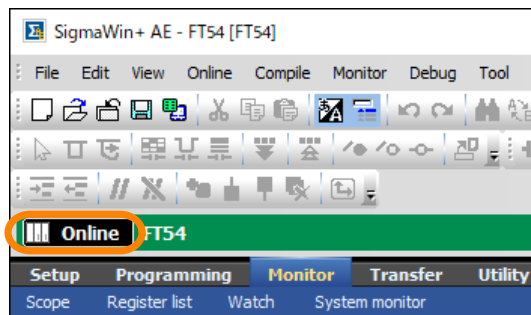 SigmaWin+ AE - FT54 [FT54]
File Edit View Online Compile Monitor Debug Tool
Online FT54
Setup Programming Monitor Transfer Utility
Scope Register list Watch System monitor